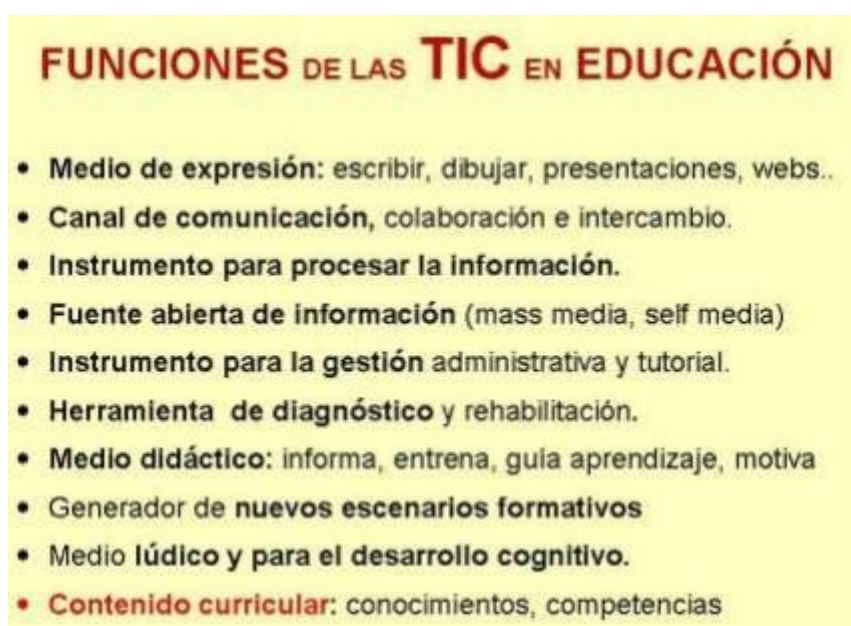 FUNCIONES DE LAS TIC EN EDUCACIÓN
• Medio de expresión: escribir, dibujar, presentaciones, webs..
• Canal de comunicación, colaboración e intercambio.
• Instrumento para procesar la información.
• Fuente abierta de información (mass media, self media)
• Instrumento para la gestión administrativa y tutorial.
• Herramienta de diagnóstico y rehabilitación.
• Medio didáctico: informa, entrena, guia aprendizaje, motiva
• Generador de nuevos escenarios formativos
• Medio lúdico y para el desarrollo cognitivo.
• Contenido curricular: conocimientos, competencias